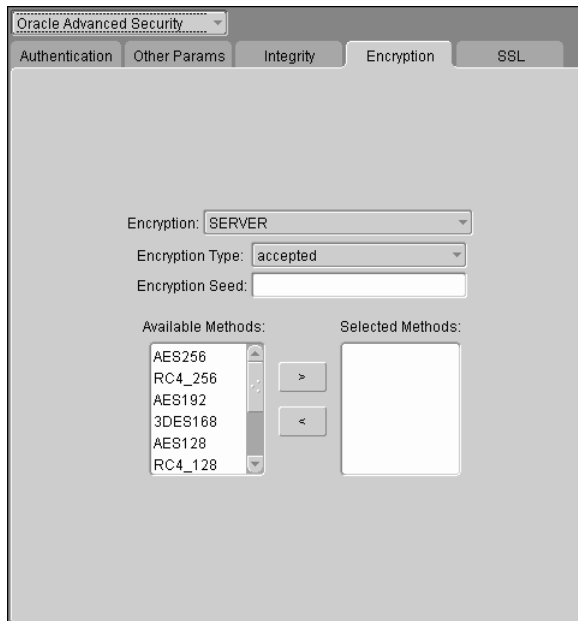 Oracle Advanced Security
Authentication Other Params Integrity Encryption SSL
Encryption: SERVER
Encryption Type: accepted
Encryption Seed:
Available Methods: Selected Methods:
AES256
RC4_256
>
AES192
3DES168
<
AES128
RC4_128